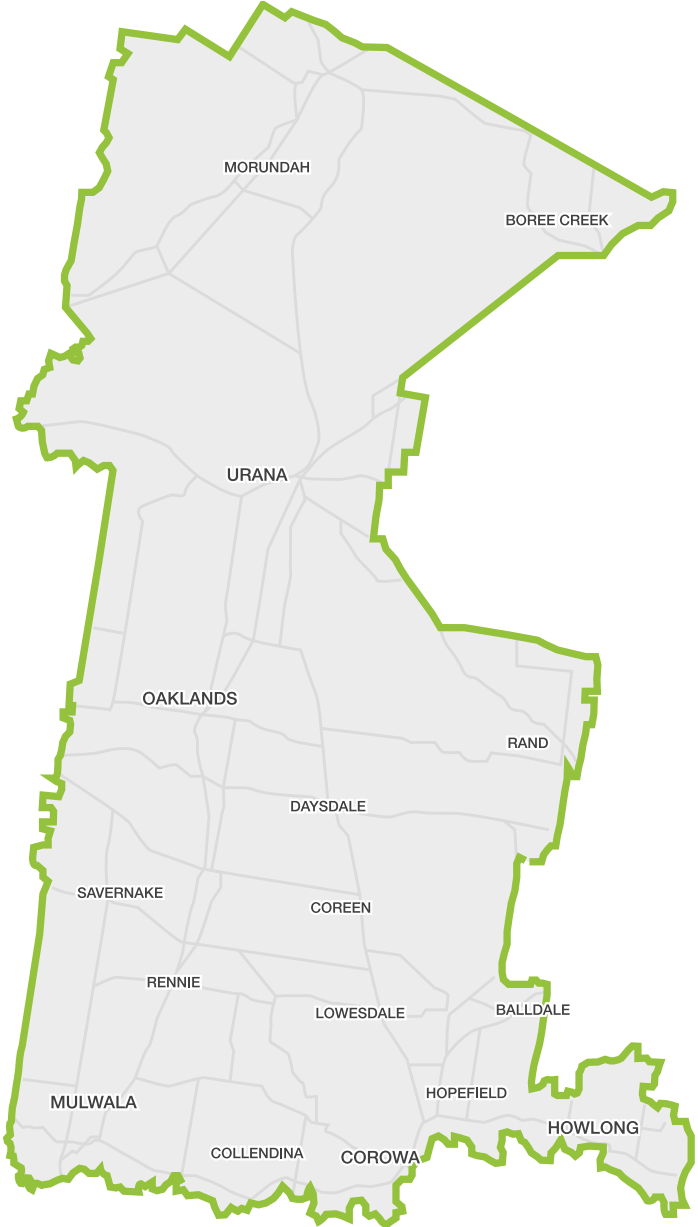 MORUNDAH
BOREE CREEK
URANA
OAKLANDS
RAND
DAYSDALE
SAVERNAKE
COREEN
RENNIE
LOWESDALE
BALLDALE
HOPEFIELD
MULWALA
HOWLONG
COLLENDINA
COROWA